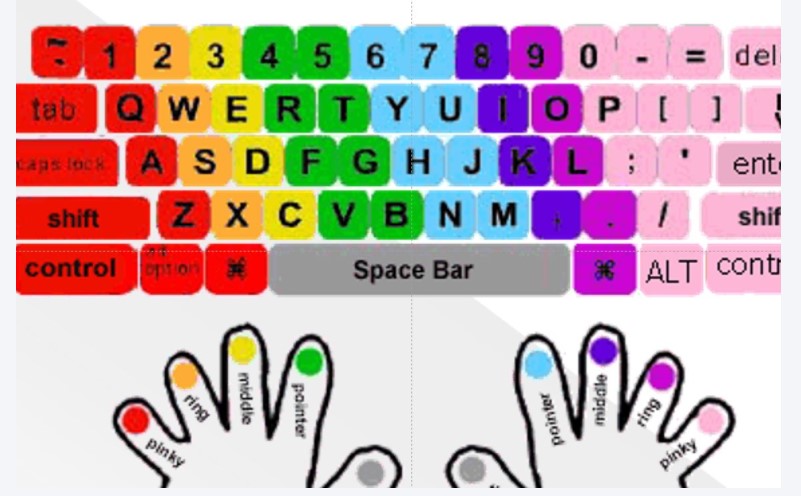 ~ 1 2 3 4 5 6 7 8 9 0 - = del
tab Q W E R T Y U I O P [ ]
caps lock A S D F G H J K L ; ' ente
shift Z X C V B N M , . / shif
control option ⌘ Space Bar ⌘ ALT contr
pinky ring middle pointer pointer middle ring pinky